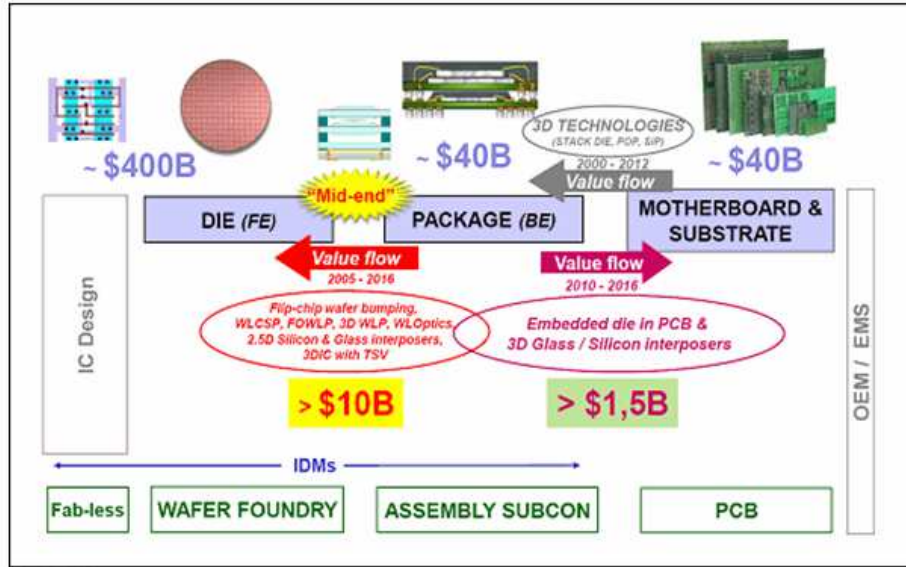 3D TECHNOLOGIES
(STACK DIE, POP, SiP)
~ $400B
~ $40B
2000 - 2012
~ $40B
Value flow
"Mid-end"
DIE (FE)
PACKAGE (BE)
MOTHERBOARD &
SUBSTRATE
Value flow
2005 - 2016
Value flow
2010 - 2016
IC Design
Flip-chip wafer bumping,
WLCSP, FOWLP, 3D WLP, WLOptics,
2.5D Silicon & Glass interposers,
3DIC with TSV
Embedded die in PCB &
3D Glass / Silicon interposers
OEM / EMS
> $10B
> $1,5B
IDMs
Fab-less
WAFER FOUNDRY
ASSEMBLY SUBCON
PCB